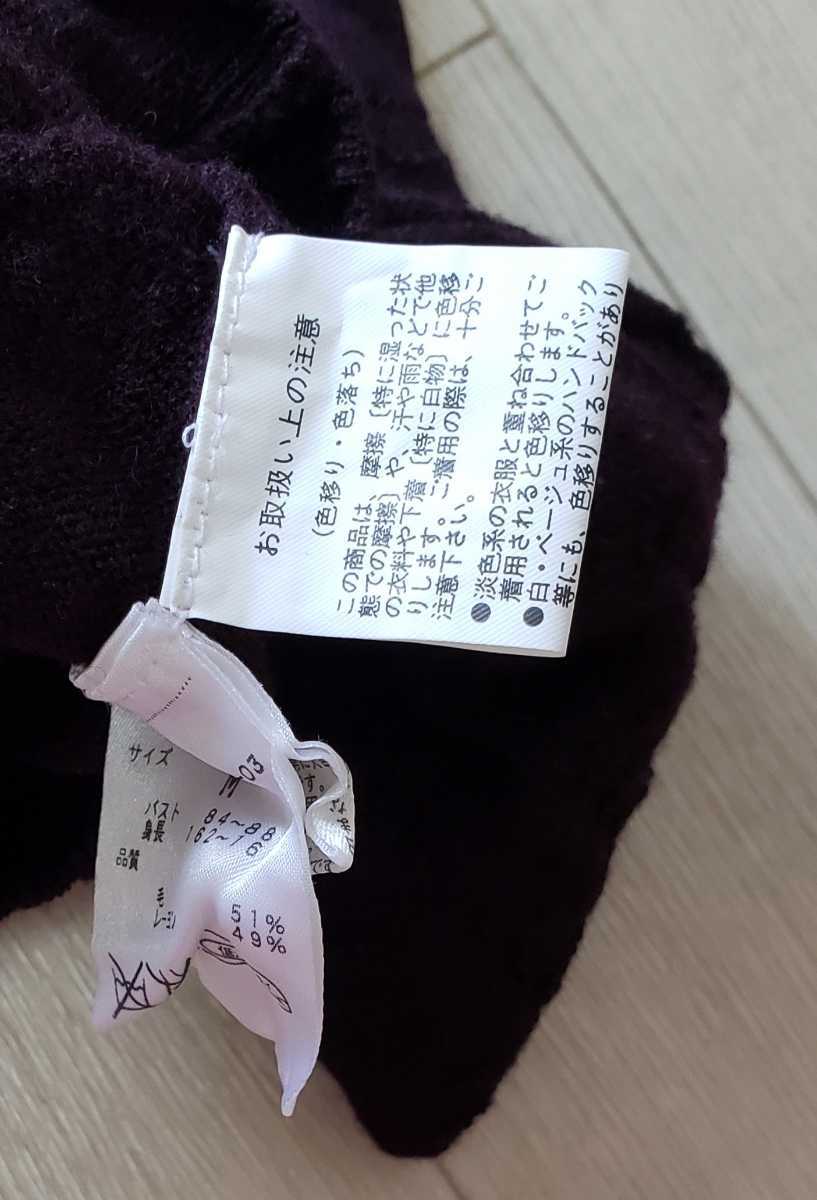 お取扱い上の注意
(色移り・色落ち)
この商品は、摩擦〔特に湿った状
態での摩擦〕や、汗や雨などで他
の衣料や下着〔特に白物〕に色移
りします。ご着用の際は、十分ご
注意下さい。
●淡色系の衣服と重ね合わせてご
着用されると色移りします。
●白・ベージュ系のハンドバック
等にも、色移りすることがあり
サイズ M 03
バスト 84~88
身長 162~16
品質
51%
49%